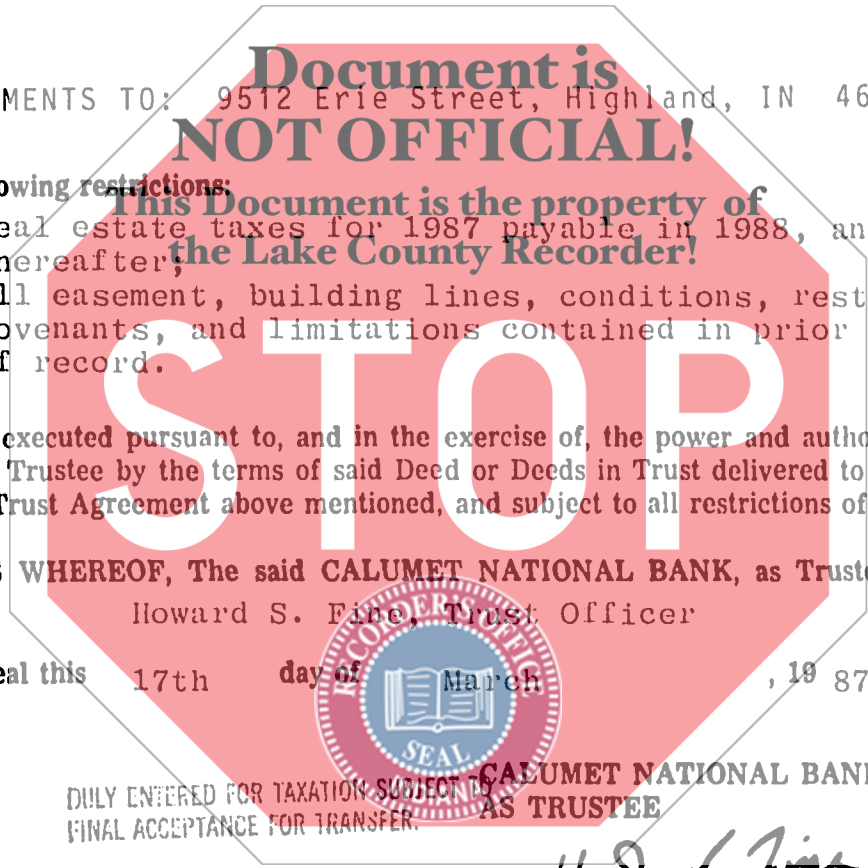 Document is
MENTS TO: 9512 Erie Street, Highland, IN 46
NOT OFFICIAL!
owing restrictions:
This Document is the property of
eal estate taxes for 1987 payable in 1988, an
the Lake County Recorder!
hereafter;
ll easement, building lines, conditions, rest
ovenants, and limitations contained in prior
f record.
STOP
executed pursuant to, and in the exercise of, the power and autho
Trustee by the terms of said Deed or Deeds in Trust delivered to
Trust Agreement above mentioned, and subject to all restrictions of
S WHEREOF, The said CALUMET NATIONAL BANK, as Truste
Howard S. Fine, Trust Officer
RECORDER'S OFFICE
eal this 17th day of March , 19 87
SEAL
CALUMET NATIONAL BANK
AS TRUSTEE
DULY ENTERED FOR TAXATION SUBJECT TO
FINAL ACCEPTANCE FOR TRANSFER.